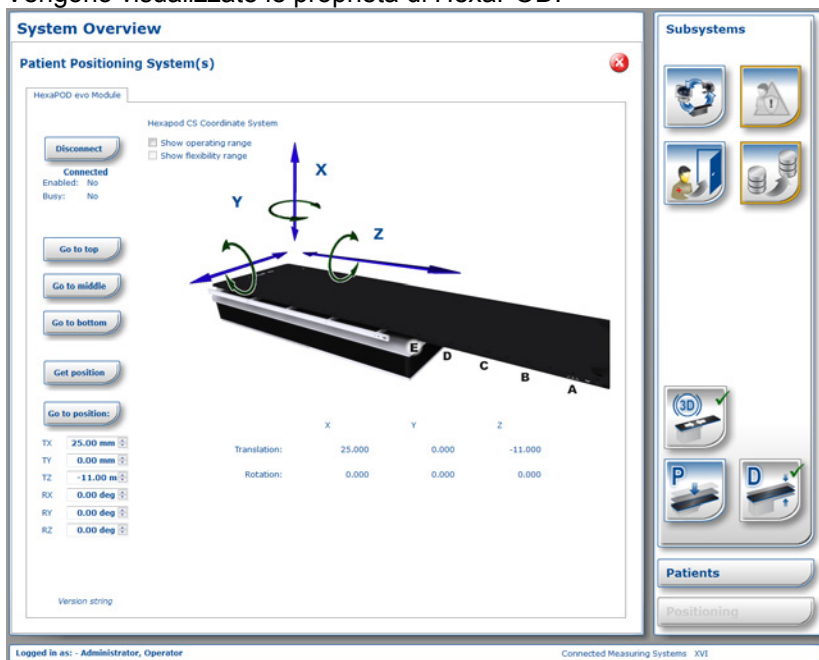 Vengono visualizzate le proprietà di HexaPOD.
System Overview
Patient Positioning System(s)
HexaPOD evo Module
Hexapod CS Coordinate System
Disconnect
Show operating range
Show flexibility range
Connected
Enabled: No
Busy: No
X
Y
Z
Go to top
Go to middle
Go to bottom
E
D
C
B
A
Get position
Go to position:
X Y Z
Translation: 25.000 0.000 -11.000
Rotation: 0.000 0.000 0.000
TX 25.00 mm
TY 0.00 mm
TZ -11.00 m
RX 0.00 deg
RY 0.00 deg
RZ 0.00 deg
Version string
Subsystems
3D
P
D
Patients
Positioning
Logged in as: - Administrator, Operator
Connected Measuring Systems XVI